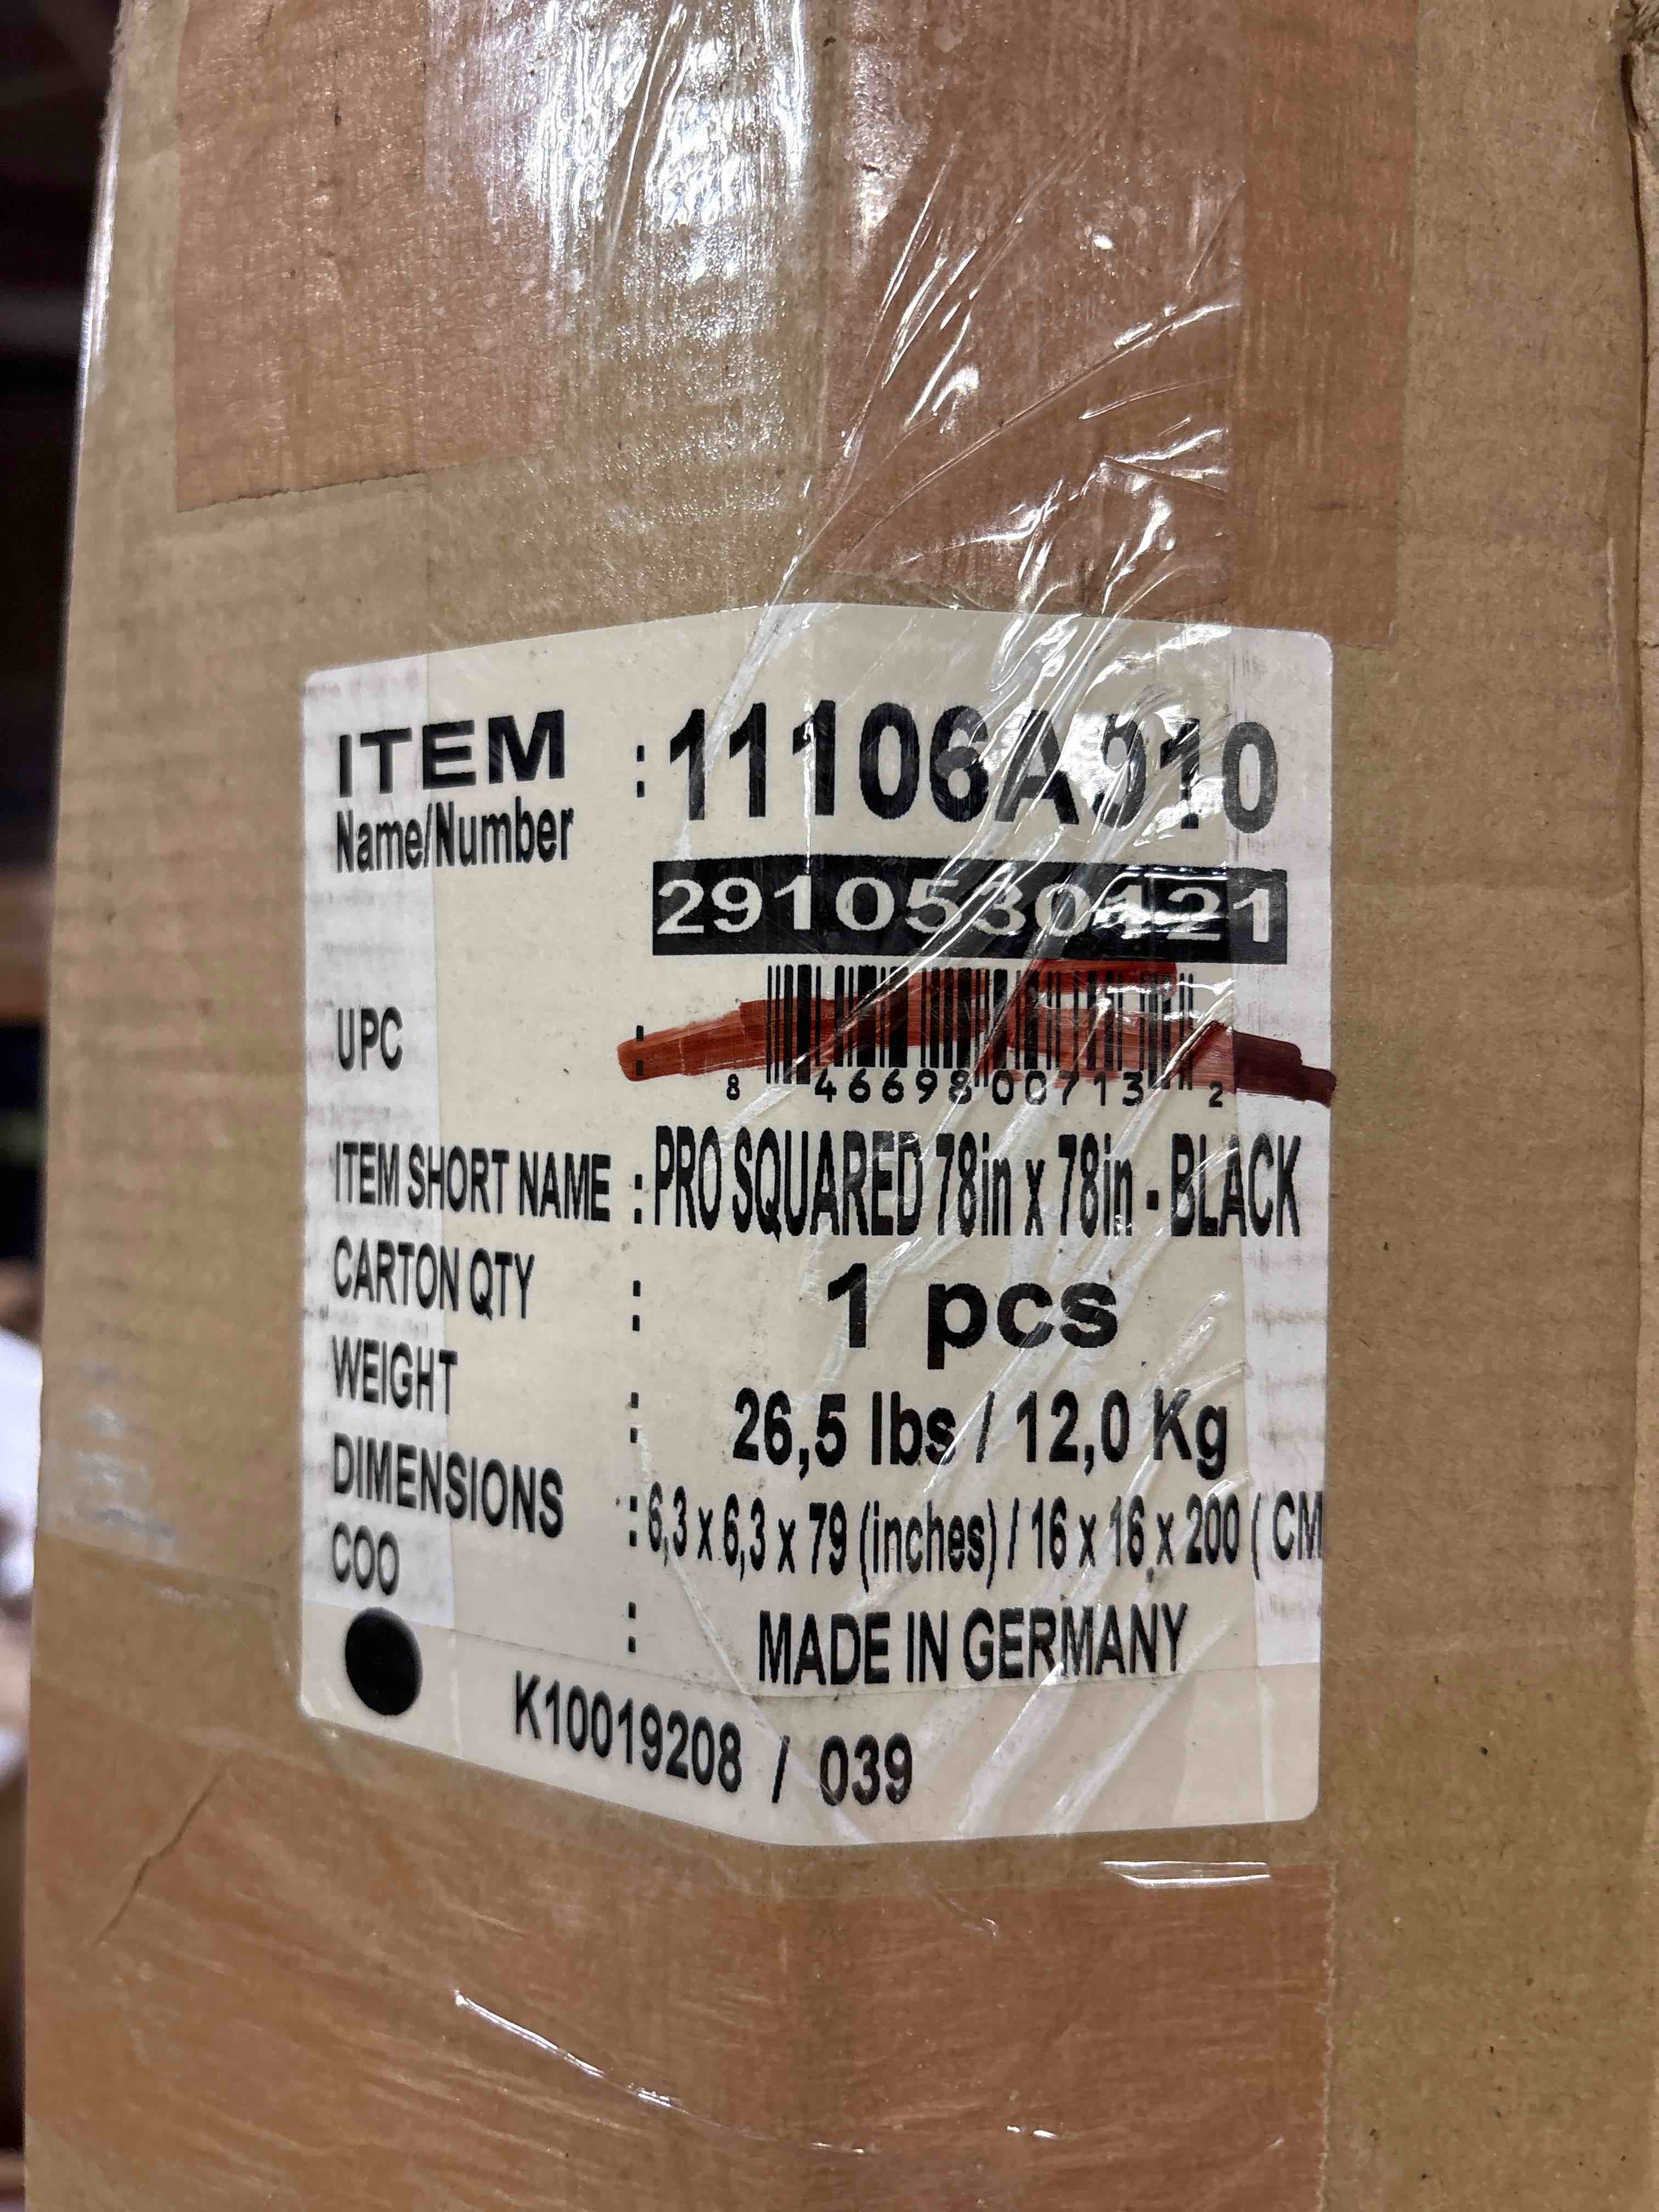 ITEM : 11106A910
Name/Number
2910530121
UPC :
8 46698 00713 2
ITEM SHORT NAME : PRO SQUARED 78in x 78in - BLACK
CARTON QTY : 1 pcs
WEIGHT : 26,5 lbs / 12,0 Kg
DIMENSIONS : 6,3 x 6,3 x 79 (inches) / 16 x 16 x 200 ( CM
COO : MADE IN GERMANY
K10019208 / 039